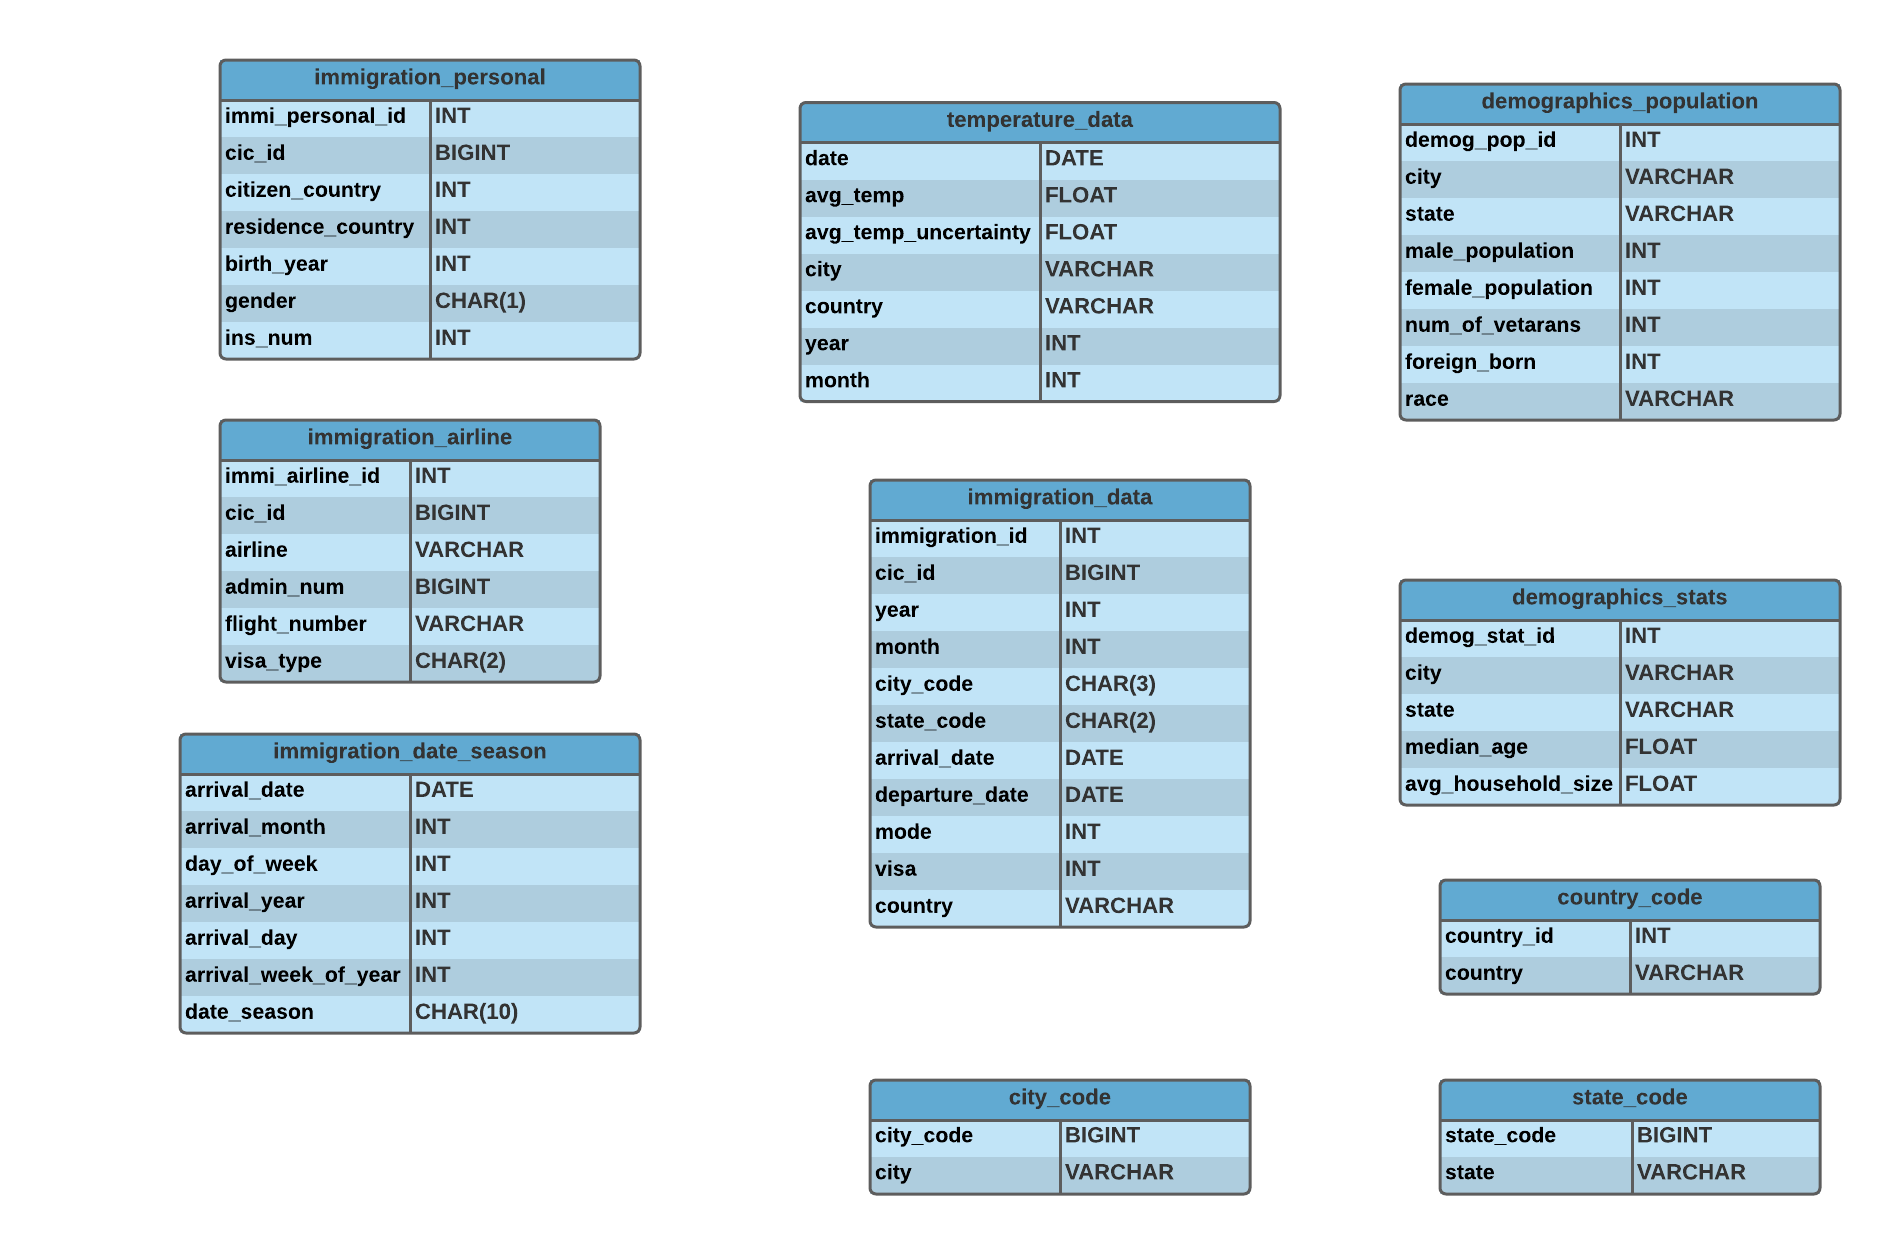 immigration_personal
immi_personal_id INT
cic_id BIGINT
citizen_country INT
residence_country INT
birth_year INT
gender CHAR(1)
ins_num INT
immigration_airline
immi_airline_id INT
cic_id BIGINT
airline VARCHAR
admin_num BIGINT
flight_number VARCHAR
visa_type CHAR(2)
immigration_date_season
arrival_date DATE
arrival_month INT
day_of_week INT
arrival_year INT
arrival_day INT
arrival_week_of_year INT
date_season CHAR(10)
temperature_data
date DATE
avg_temp FLOAT
avg_temp_uncertainty FLOAT
city VARCHAR
country VARCHAR
year INT
month INT
immigration_data
immigration_id INT
cic_id BIGINT
year INT
month INT
city_code CHAR(3)
state_code CHAR(2)
arrival_date DATE
departure_date DATE
mode INT
visa INT
country VARCHAR
city_code
city_code BIGINT
city VARCHAR
demographics_population
demog_pop_id INT
city VARCHAR
state VARCHAR
male_population INT
female_population INT
num_of_vetarans INT
foreign_born INT
race VARCHAR
demographics_stats
demog_stat_id INT
city VARCHAR
state VARCHAR
median_age FLOAT
avg_household_size FLOAT
country_code
country_id INT
country VARCHAR
state_code
state_code BIGINT
state VARCHAR